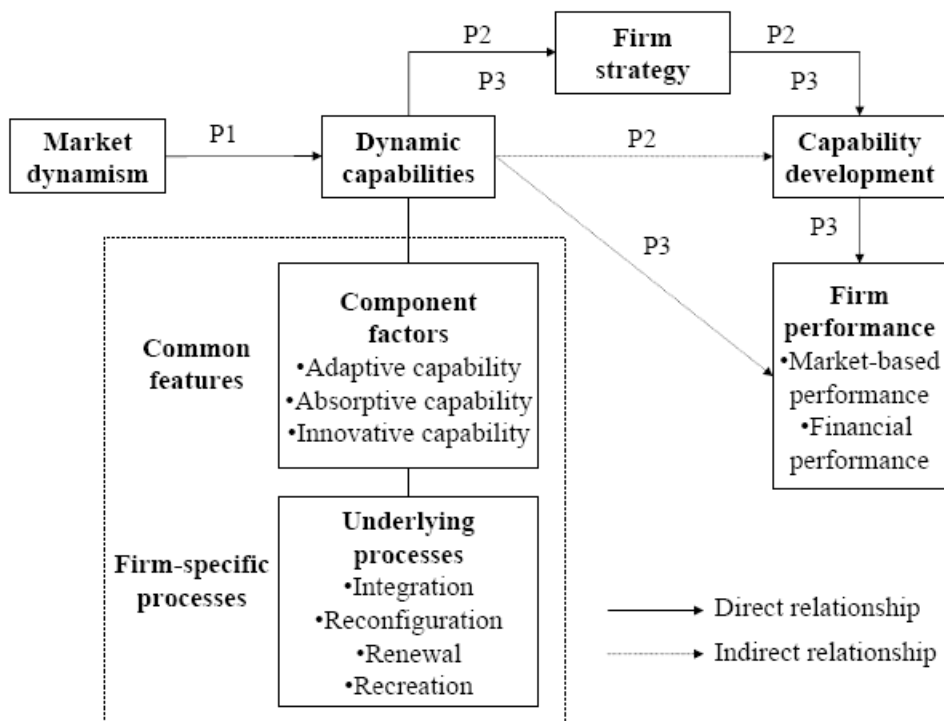 P2
Firm
strategy
P2
P3
P3
Market
dynamism
P1
Dynamic
capabilities
P2
Capability
development
P3
P3
Common
features
Component
factors
•Adaptive capability
•Absorptive capability
•Innovative capability
Firm
performance
•Market-based
performance
•Financial
performance
Firm-specific
processes
Underlying
processes
•Integration
•Reconfiguration
•Renewal
•Recreation
Direct relationship
Indirect relationship